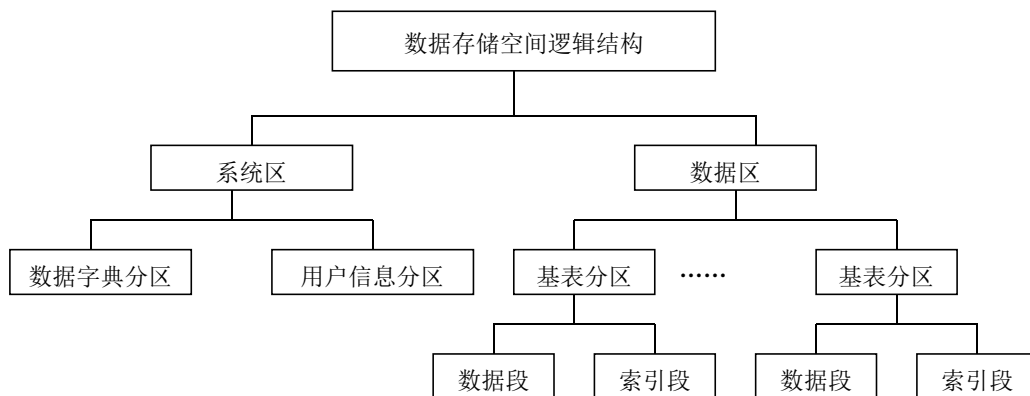 数据存储空间逻辑结构
系统区
数据区
数据字典分区
用户信息分区
基表分区
……
基表分区
数据段
索引段
数据段
索引段